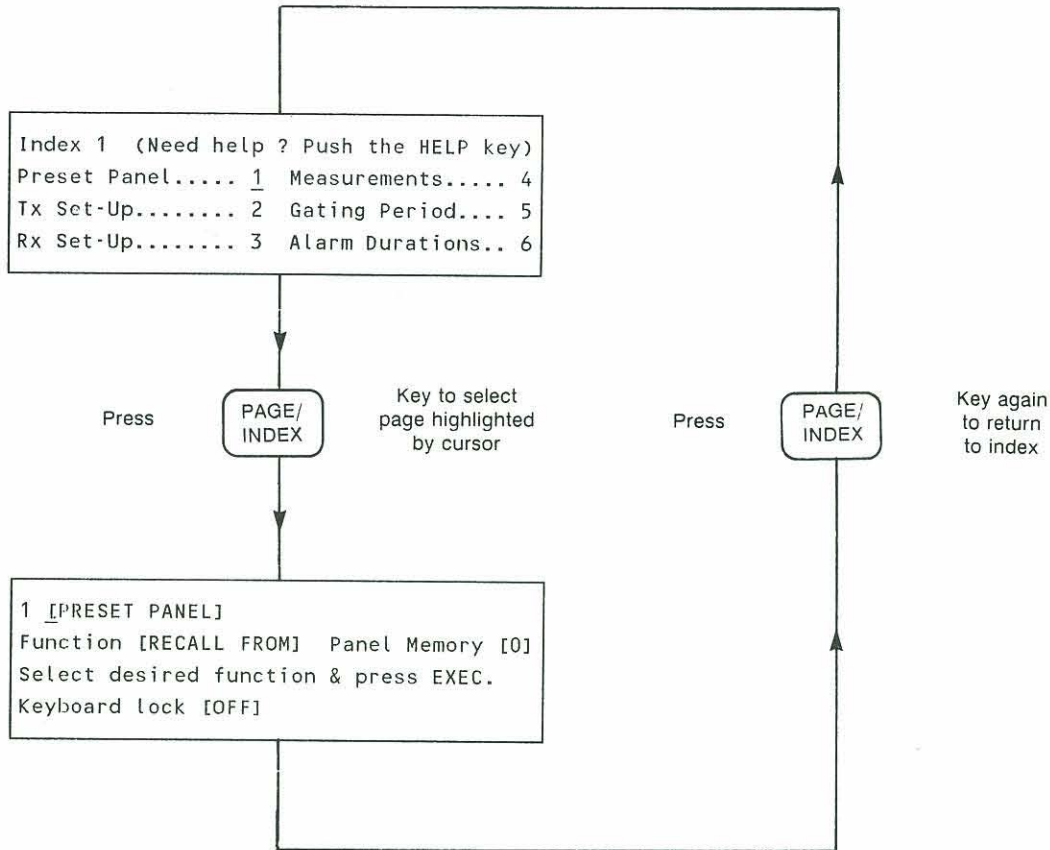 Index 1 (Need help ? Push the HELP key)
Preset Panel..... 1 Measurements..... 4
Tx Set-Up........ 2 Gating Period.... 5
Rx Set-Up........ 3 Alarm Durations.. 6
Press
PAGE/
INDEX
Key to select
page highlighted
by cursor
Press
PAGE/
INDEX
Key again
to return
to index
1 [PRESET PANEL]
Function [RECALL FROM] Panel Memory [0]
Select desired function & press EXEC.
Keyboard lock [OFF]